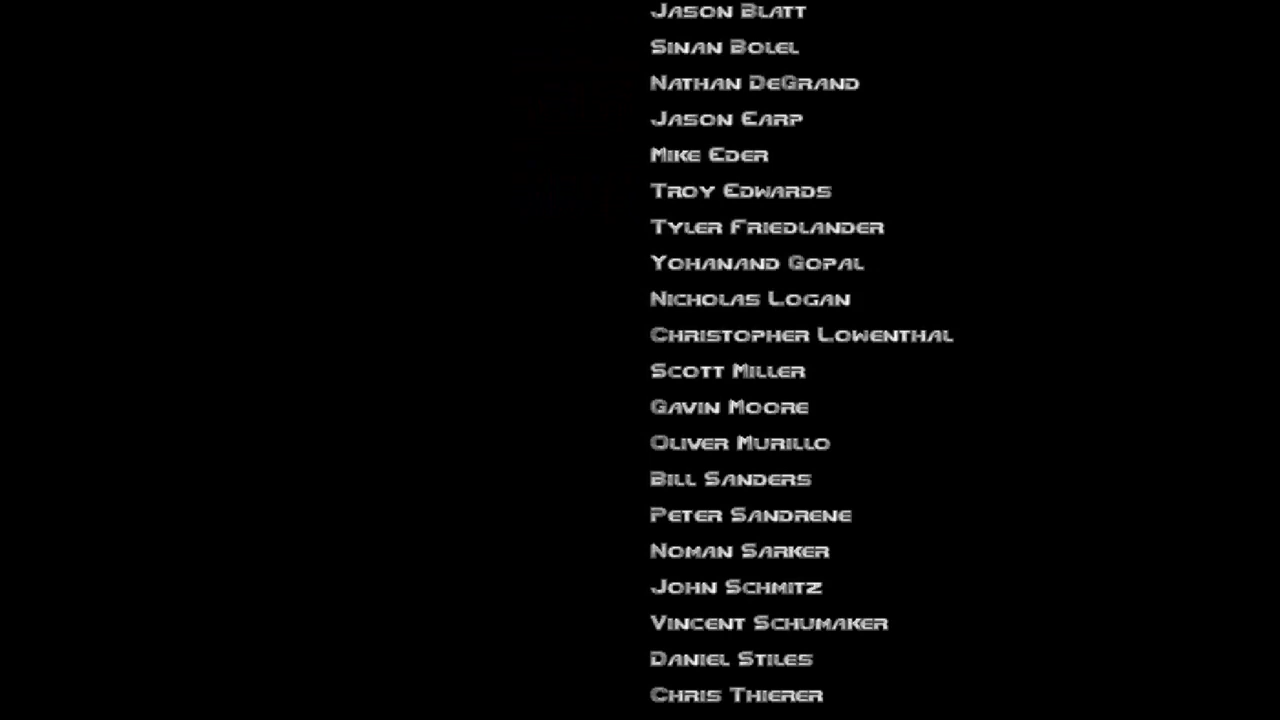 Jason Blatt
Sinan Bolel
Nathan DeGrand
Jason Earp
Mike Eder
Troy Edwards
Tyler Friedlander
Yohanand Gopal
Nicholas Logan
Christopher Lowenthal
Scott Miller
Gavin Moore
Oliver Murillo
Bill Sanders
Peter Sandrene
Noman Sarker
John Schmitz
Vincent Schumaker
Daniel Stiles
Chris Thierer